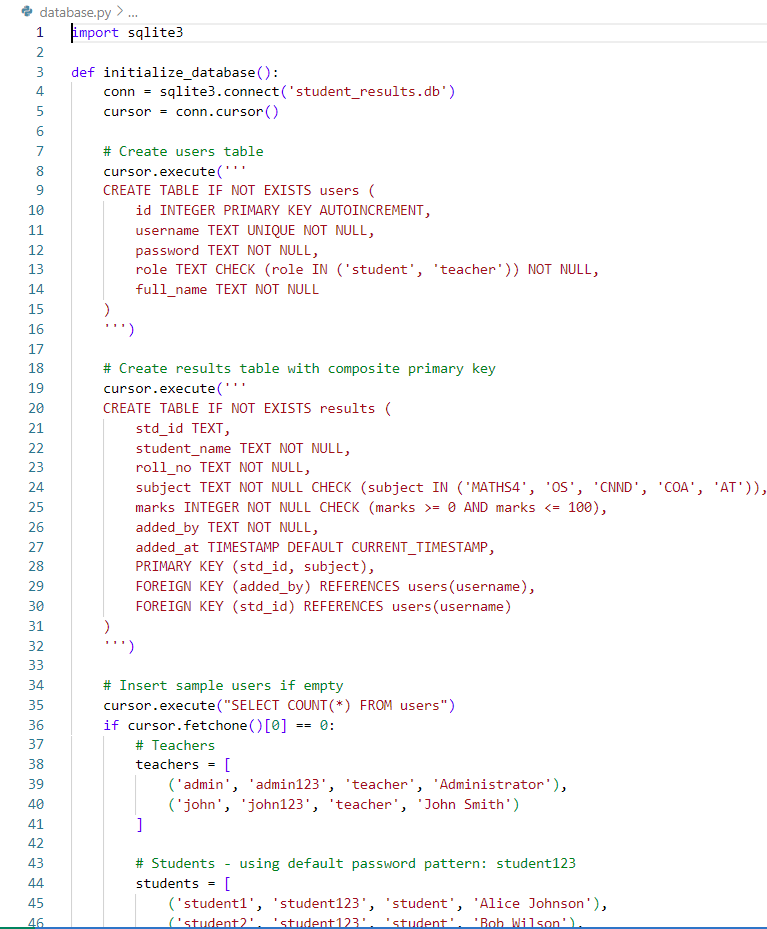 database.py > ...
1 import sqlite3
2
3 def initialize_database():
4 conn = sqlite3.connect('student_results.db')
5 cursor = conn.cursor()
6
7 # Create users table
8 cursor.execute('''
9 CREATE TABLE IF NOT EXISTS users (
10 id INTEGER PRIMARY KEY AUTOINCREMENT,
11 username TEXT UNIQUE NOT NULL,
12 password TEXT NOT NULL,
13 role TEXT CHECK (role IN ('student', 'teacher')) NOT NULL,
14 full_name TEXT NOT NULL
15 )
16 ''')
17
18 # Create results table with composite primary key
19 cursor.execute('''
20 CREATE TABLE IF NOT EXISTS results (
21 std_id TEXT,
22 student_name TEXT NOT NULL,
23 roll_no TEXT NOT NULL,
24 subject TEXT NOT NULL CHECK (subject IN ('MATHS4', 'OS', 'CNND', 'COA', 'AT')),
25 marks INTEGER NOT NULL CHECK (marks >= 0 AND marks <= 100),
26 added_by TEXT NOT NULL,
27 added_at TIMESTAMP DEFAULT CURRENT_TIMESTAMP,
28 PRIMARY KEY (std_id, subject),
29 FOREIGN KEY (added_by) REFERENCES users(username),
30 FOREIGN KEY (std_id) REFERENCES users(username)
31 )
32 ''')
33
34 # Insert sample users if empty
35 cursor.execute("SELECT COUNT(*) FROM users")
36 if cursor.fetchone()[0] == 0:
37 # Teachers
38 teachers = [
39 ('admin', 'admin123', 'teacher', 'Administrator'),
40 ('john', 'john123', 'teacher', 'John Smith')
41 ]
42
43 # Students - using default password pattern: student123
44 students = [
45 ('student1', 'student123', 'student', 'Alice Johnson'),
46 ('student2', 'student123', 'student', 'Bob Wilson'),